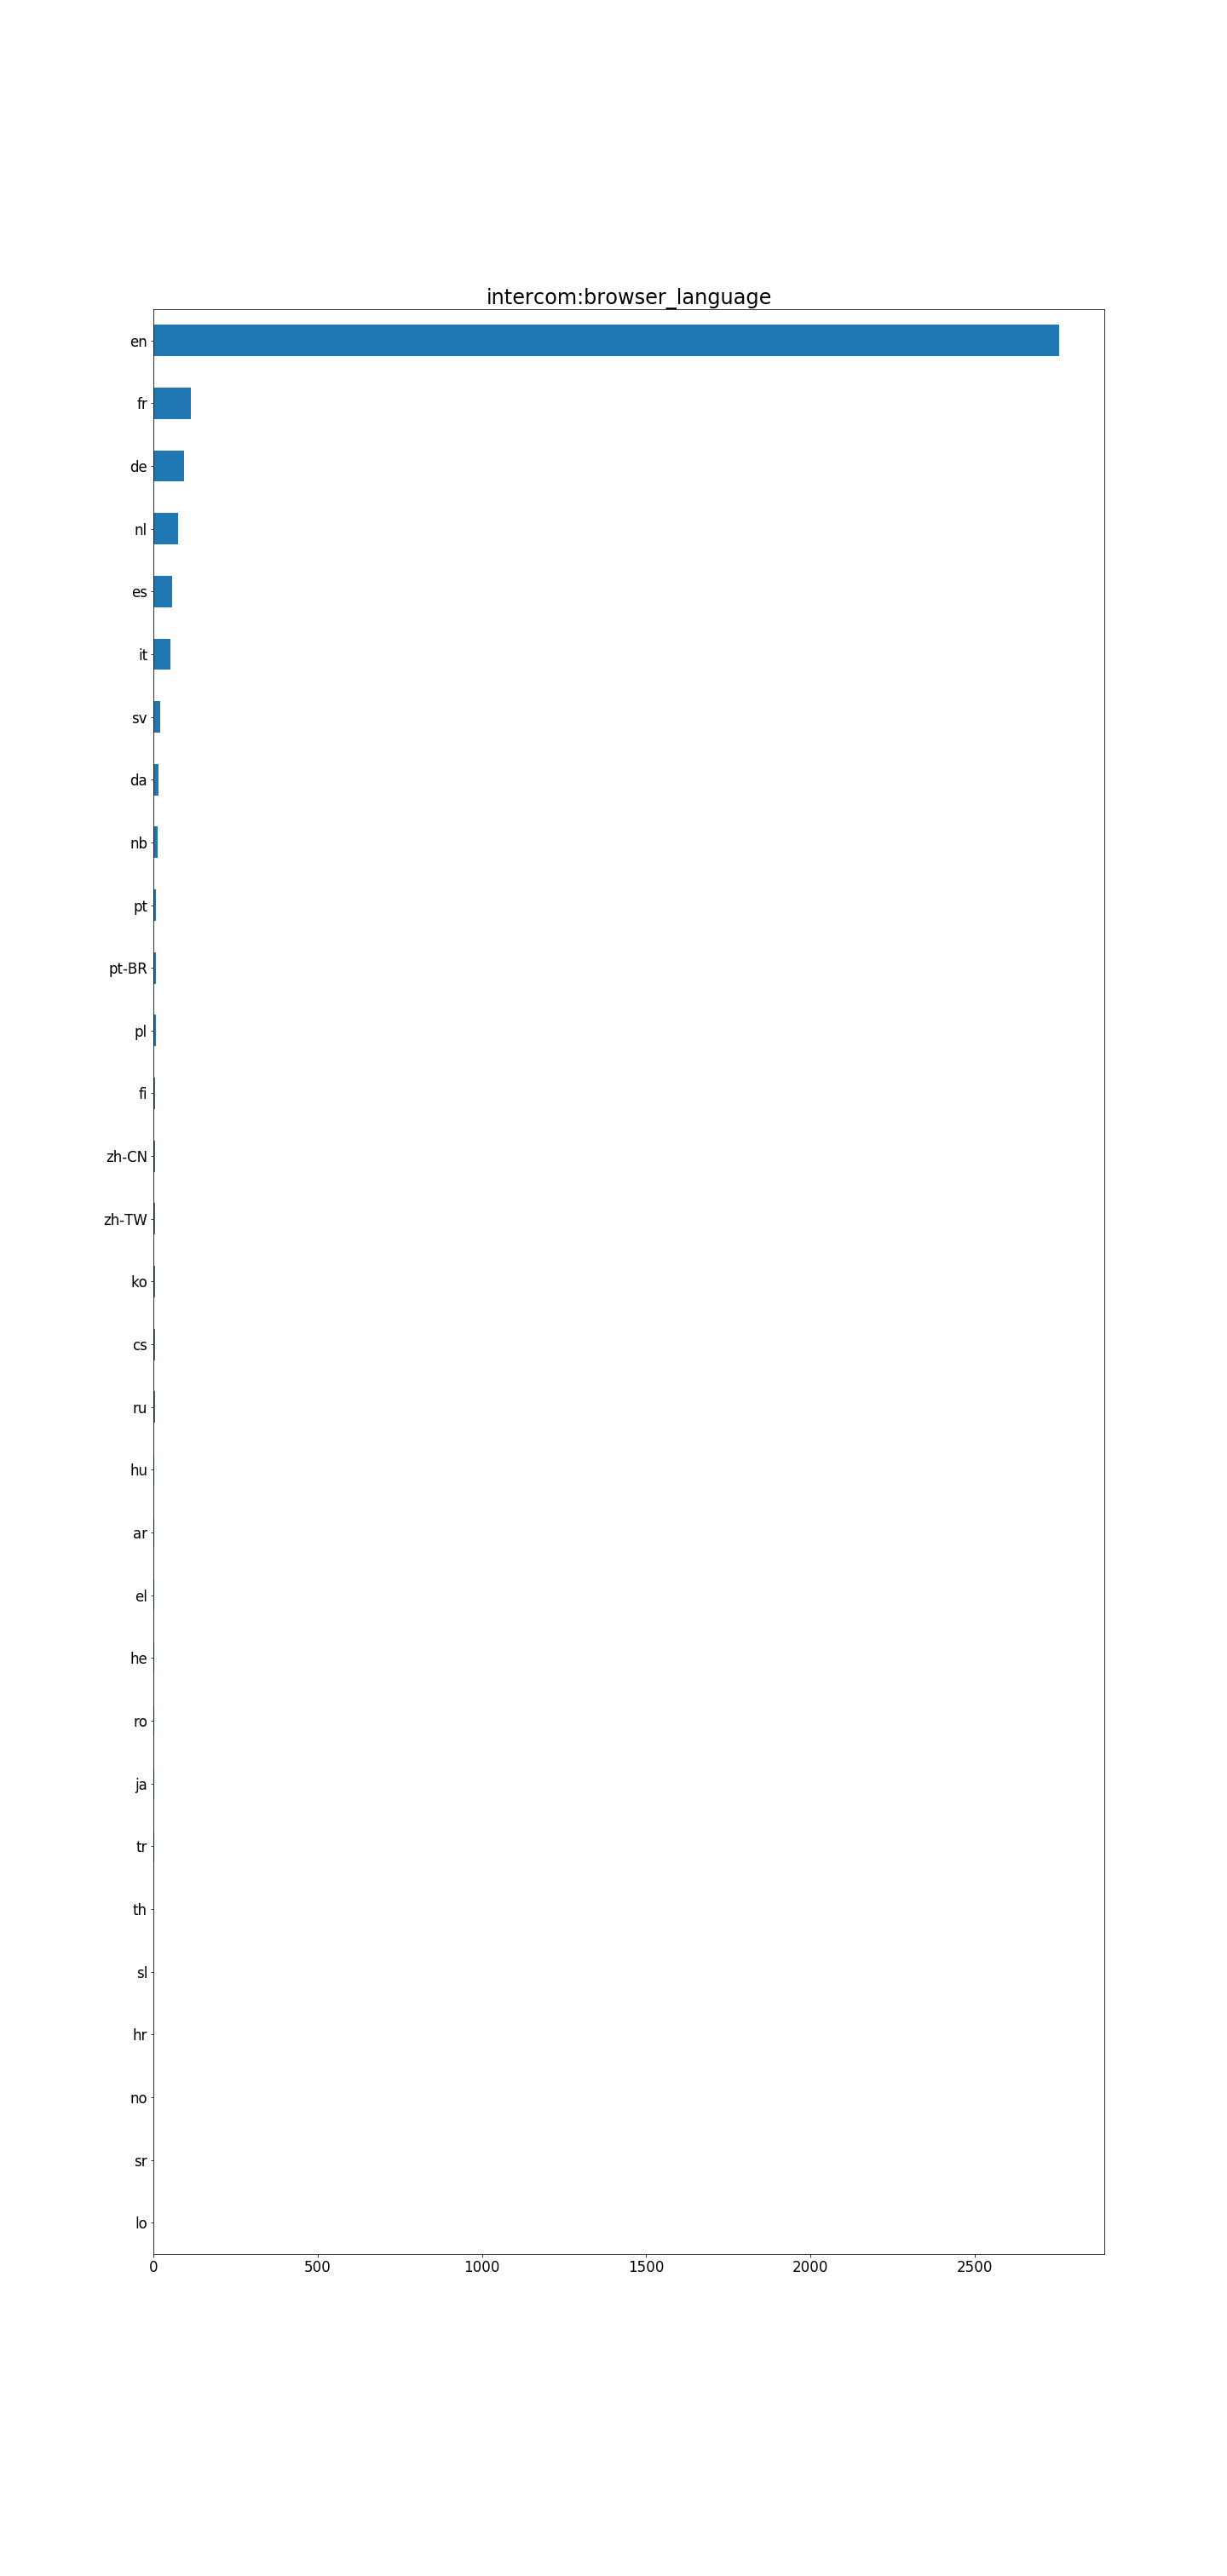 intercom:browser_language
en
fr
de
nl
es
it
sv
da
nb
pt
pt-BR
pl
fi
zh-CN
zh-TW
ko
cs
ru
hu
ar
el
he
ro
ja
tr
th
sl
hr
no
sr
lo
0 500 1000 1500 2000 2500